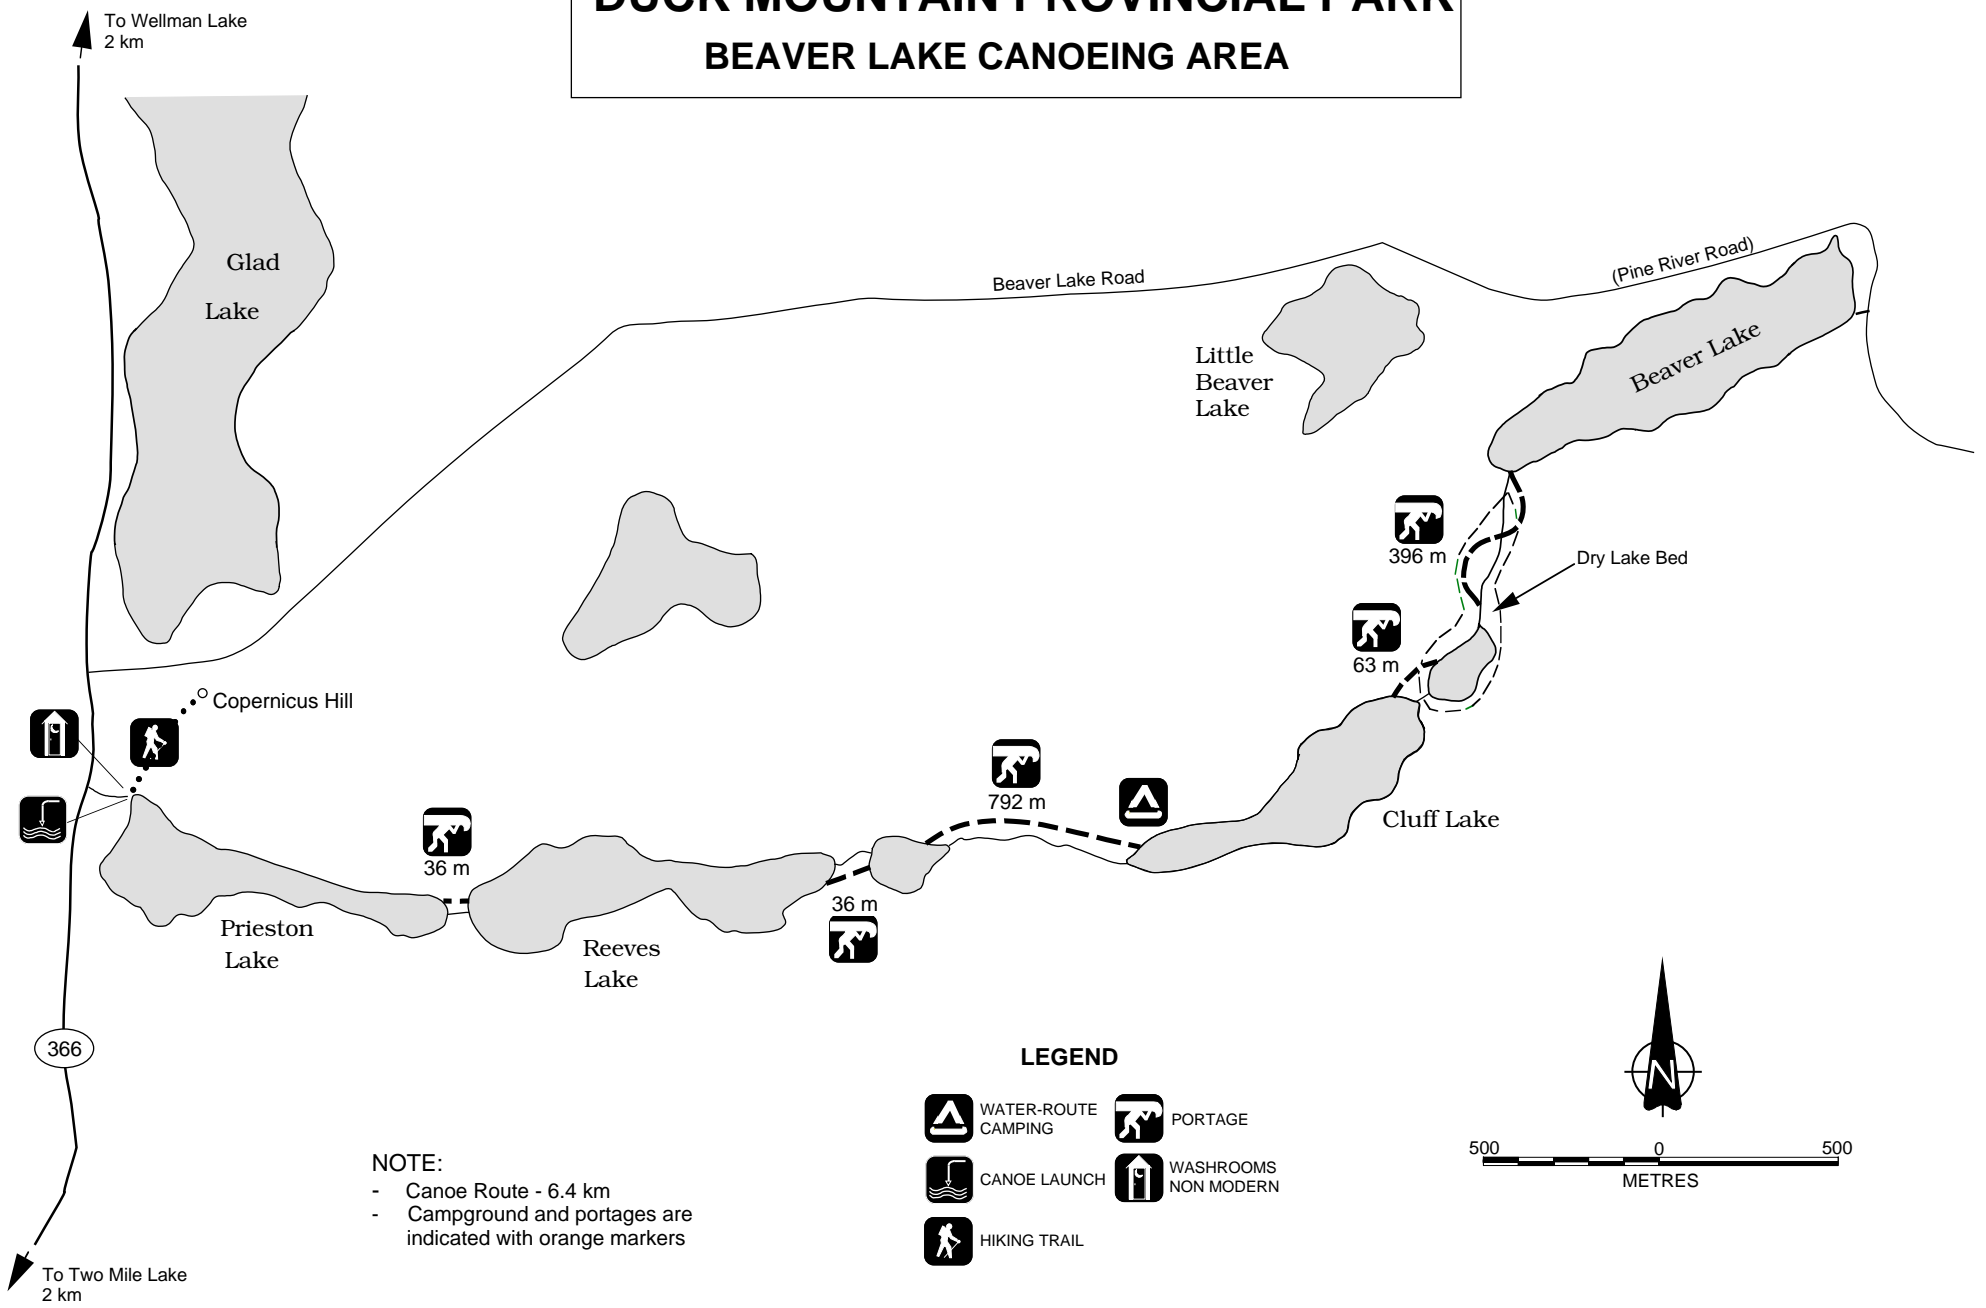 DUCK MOUNTAIN PROVINCIAL PARK
BEAVER LAKE CANOEING AREA
To Wellman Lake
2 km
Glad
Lake
Beaver Lake Road
(Pine River Road)
Little
Beaver
Lake
Beaver Lake
396 m
Dry Lake Bed
63 m
Copernicus Hill
792 m
Cluff Lake
36 m
36 m
Prieston
Lake
Reeves
Lake
366
LEGEND
WATER-ROUTE
CAMPING
PORTAGE
CANOE LAUNCH
WASHROOMS
NON MODERN
HIKING TRAIL
N
500 0 500
METRES
NOTE:
- Canoe Route - 6.4 km
- Campground and portages are
indicated with orange markers
To Two Mile Lake
2 km